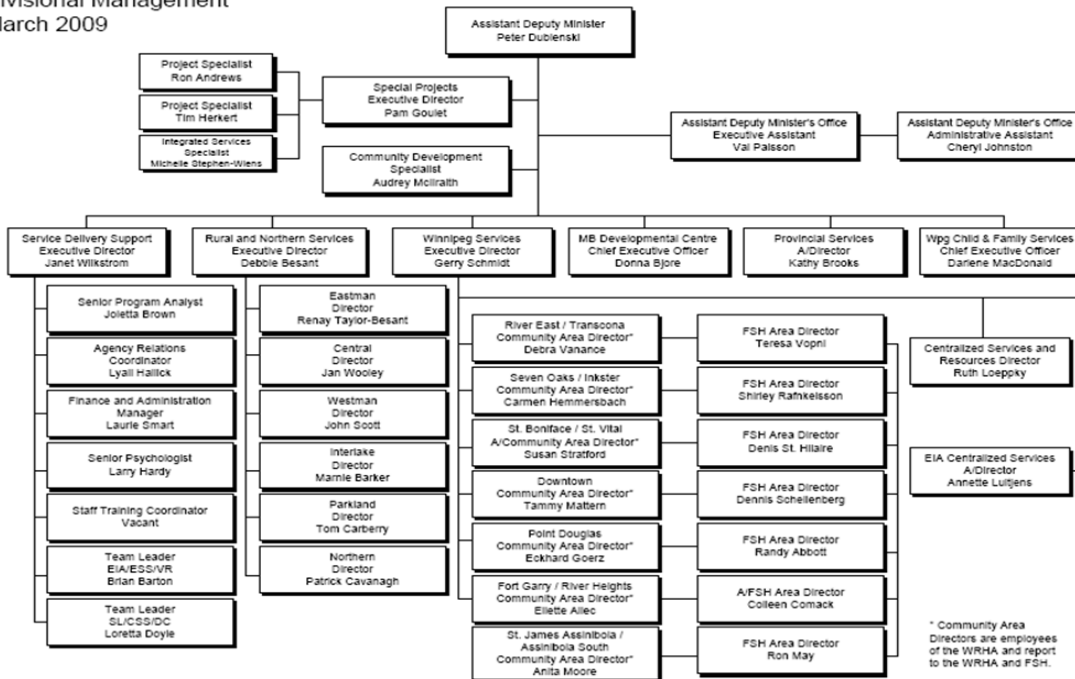 ivisional Management
March 2009
Assistant Deputy Minister
Peter Dubienski
Project Specialist
Ron Andrews
Project Specialist
Tim Herkert
Integrated Services
Specialist
Michelle Stephen-Wiens
Special Projects
Executive Director
Pam Goulet
Community Development
Specialist
Audrey McIlraith
Assistant Deputy Minister's Office
Executive Assistant
Val Paisson
Assistant Deputy Minister's Office
Administrative Assistant
Cheryl Johnston
Service Delivery Support
Executive Director
Janet Wikstrom
Rural and Northern Services
Executive Director
Debbie Besant
Winnipeg Services
Executive Director
Gerry Schmidt
MB Developmental Centre
Chief Executive Officer
Donna Bjore
Provincial Services
A/Director
Kathy Brooks
Wpg Child & Family Services
Chief Executive Officer
Darlene MacDonald
Senior Program Analyst
Joletta Brown
Agency Relations
Coordinator
Lyall Hallick
Finance and Administration
Manager
Laurie Smart
Senior Psychologist
Larry Hardy
Staff Training Coordinator
Vacant
Team Leader
EIA/ESS/VR
Brian Barton
Team Leader
SL/CSS/DC
Loretta Doyle
Eastman
Director
Renay Taylor-Besant
Central
Director
Jan Wooley
Westman
Director
John Scott
Interlake
Director
Marnie Barker
Parkland
Director
Tom Carberry
Northern
Director
Patrick Cavanagh
River East / Transcona
Community Area Director*
Debra Vanance
Seven Oaks / Inkster
Community Area Director*
Carmen Hemmersbach
St. Boniface / St. Vital
A/Community Area Director*
Susan Stratford
Downtown
Community Area Director*
Tammy Mattern
Point Douglas
Community Area Director*
Eckhard Goerz
Fort Garry / River Heights
Community Area Director*
Ellette Allec
St. James Assiniboia /
Assiniboia South
Community Area Director*
Anita Moore
FSH Area Director
Teresa Vopni
FSH Area Director
Shirley Rafnkelsson
FSH Area Director
Denis St. Hilaire
FSH Area Director
Dennis Schellenberg
FSH Area Director
Randy Abbott
A/FSH Area Director
Colleen Comack
FSH Area Director
Ron May
Centralized Services and
Resources Director
Ruth Loeppky
EIA Centralized Services
A/Director
Annette Luitjens
* Community Area
Directors are employees
of the WRHA and report
to the WRHA and FSH.